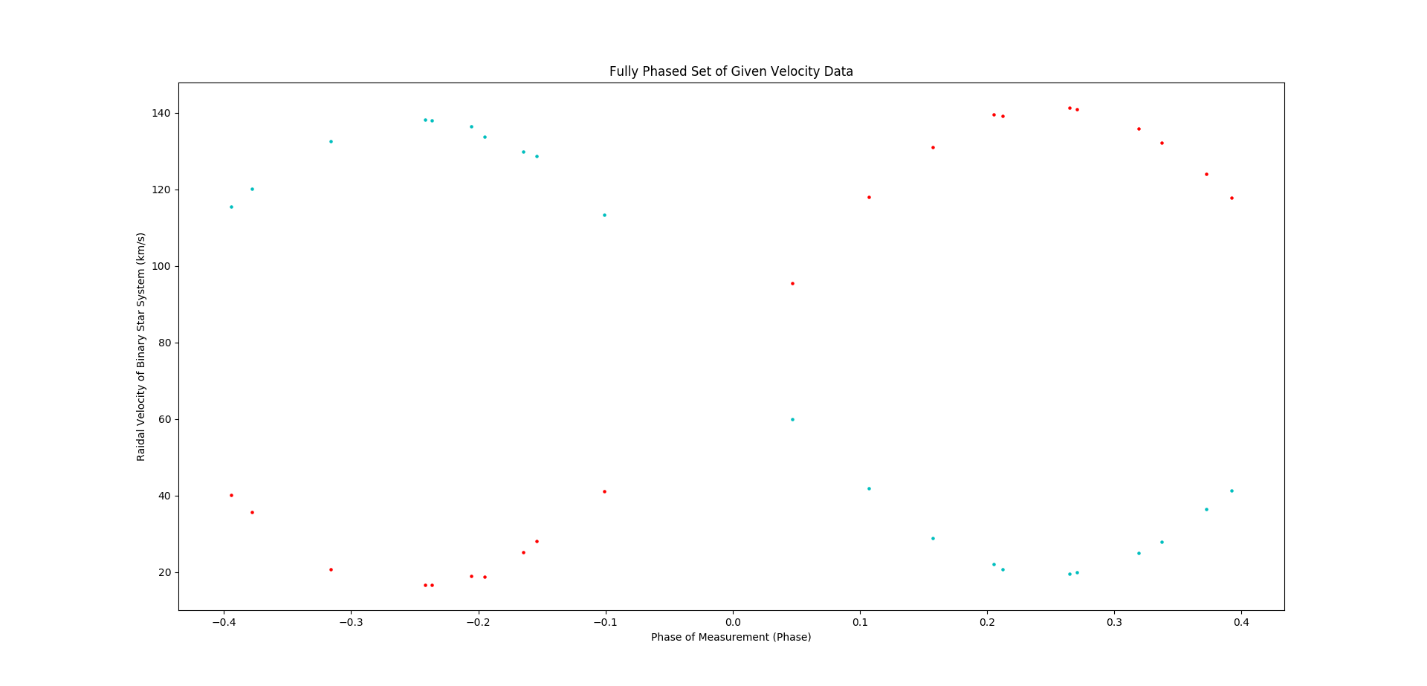 Fully Phased Set of Given Velocity Data
Raidal Velocity of Binary Star System (km/s)
140
120
100
80
60
40
20
−0.4 −0.3 −0.2 −0.1 0.0 0.1 0.2 0.3 0.4
Phase of Measurement (Phase)